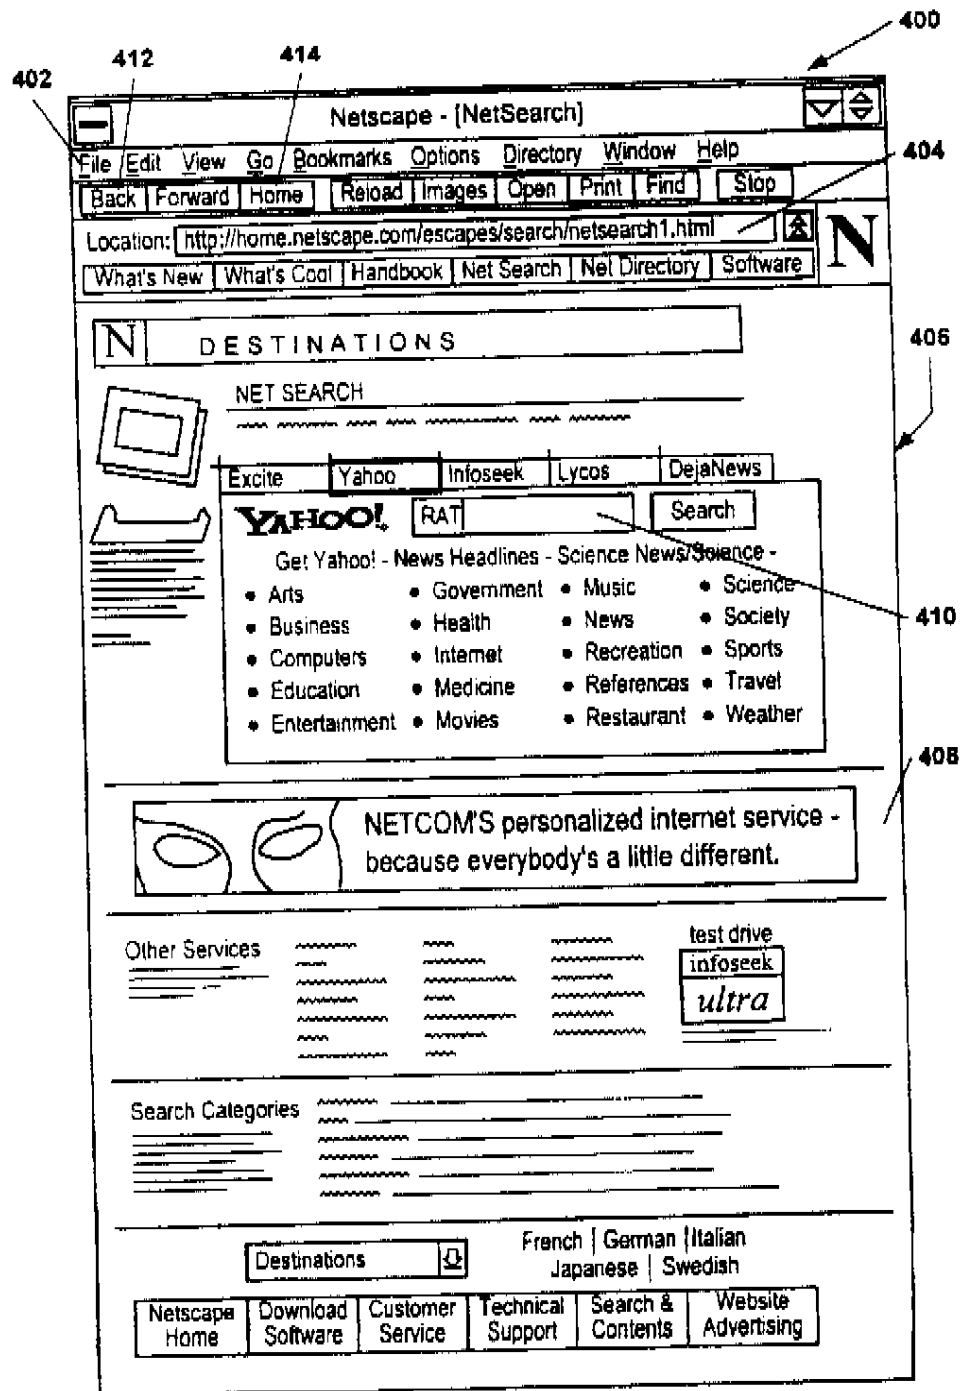 400
412
414
402
Netscape - [NetSearch]
File Edit View Go Bookmarks Options Directory Window Help
404
Back Forward Home Reload Images Open Print Find Stop
Location: http://home.netscape.com/escapes/search/netsearch1.html
N
What's New What's Cool Handbook Net Search Net Directory Software
N DESTINATIONS
406
NET SEARCH
Excite Yahoo Infoseek Lycos DejaNews
YAHOO! RAT Search
Get Yahoo! - News Headlines - Science News/Science -
Arts Government Music Science
410
Business Health News Society
Computers Internet Recreation Sports
Education Medicine References Travel
Entertainment Movies Restaurant Weather
408
NETCOM'S personalized internet service -
because everybody's a little different.
Other Services
test drive
infoseek
ultra
Search Categories
Destinations
French | German | Italian
Japanese | Swedish
Netscape Home
Download Software
Customer Service
Technical Support
Search & Contents
Website Advertising